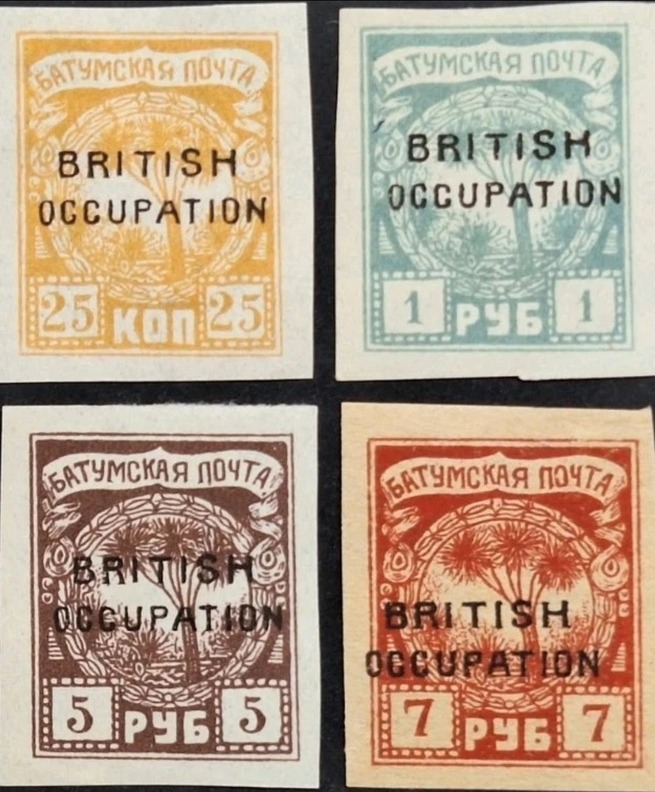 БАТУМСКАЯ ПОЧТА
BRITISH
OCCUPATION
25 КОП 25
БАТУМСКАЯ ПОЧТА
BRITISH
OCCUPATION
1 РУБ 1
БАТУМСКАЯ ПОЧТА
BRITISH
OCCUPATION
5 РУБ 5
БАТУМСКАЯ ПОЧТА
BRITISH
OCCUPATION
7 РУБ 7